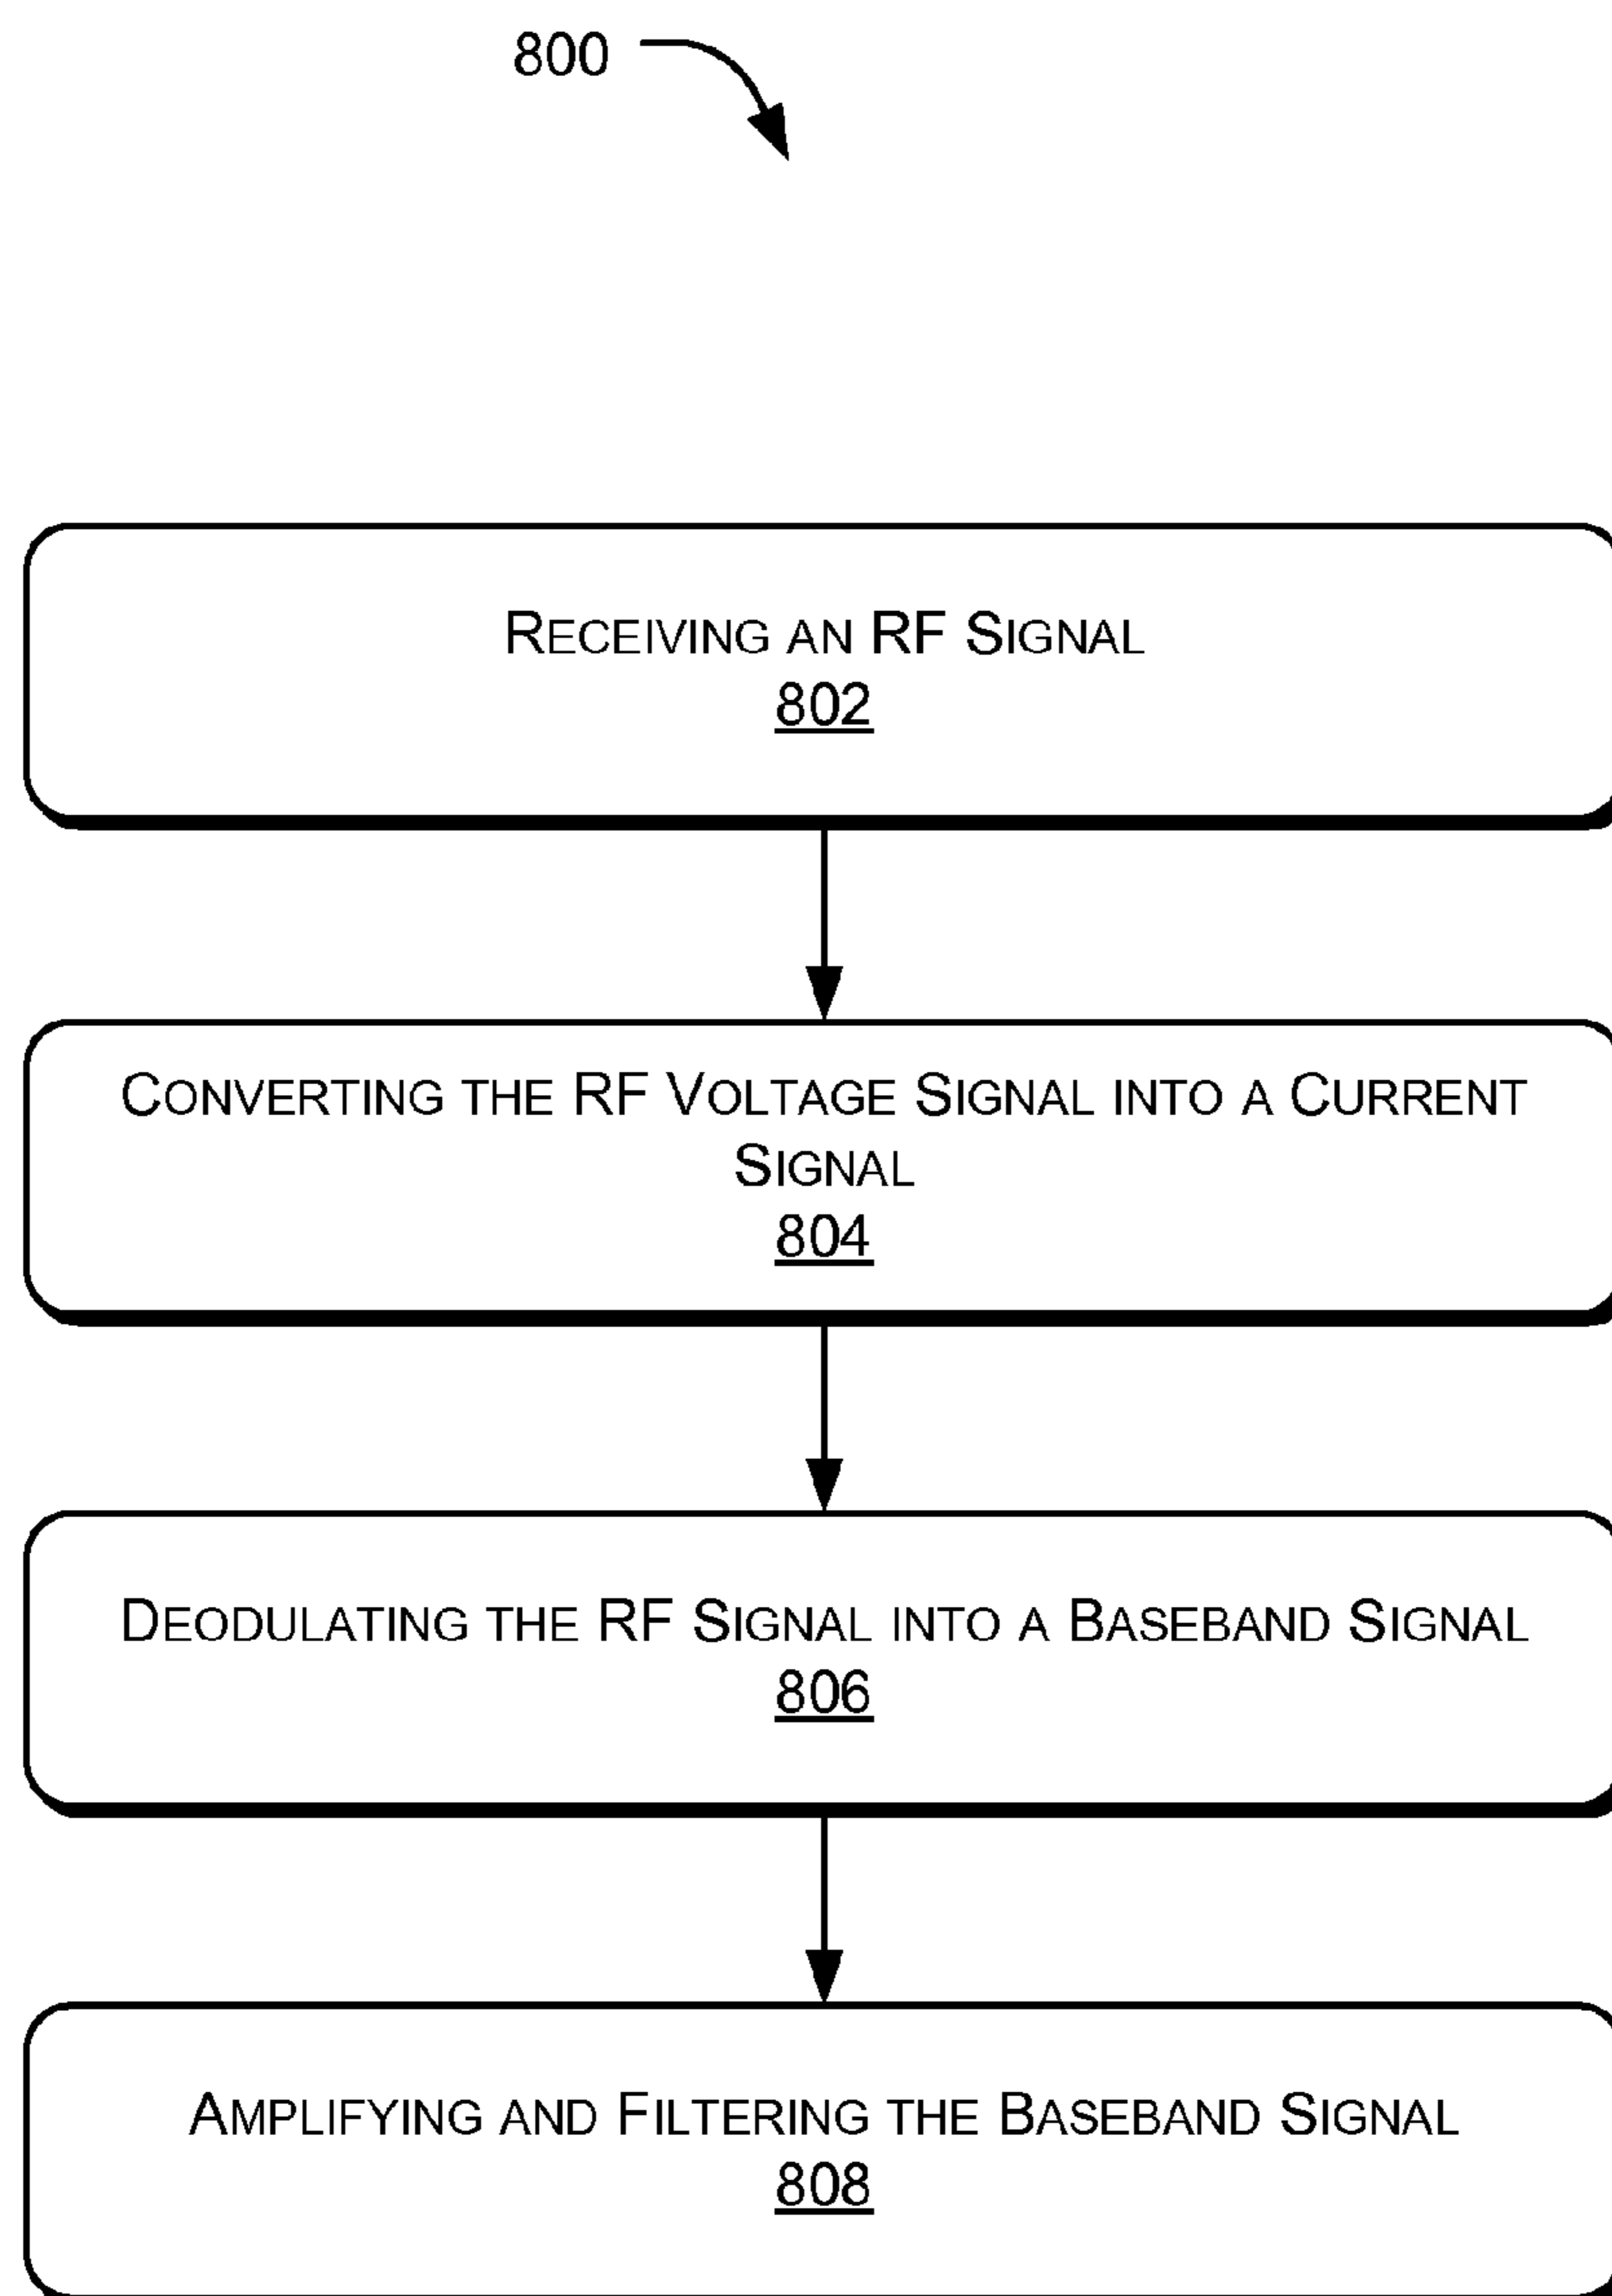 800
RECEIVING AN RF SIGNAL
802
CONVERTING THE RF VOLTAGE SIGNAL INTO A CURRENT
SIGNAL
804
DEODULATING THE RF SIGNAL INTO A BASEBAND SIGNAL
806
AMPLIFYING AND FILTERING THE BASEBAND SIGNAL
808